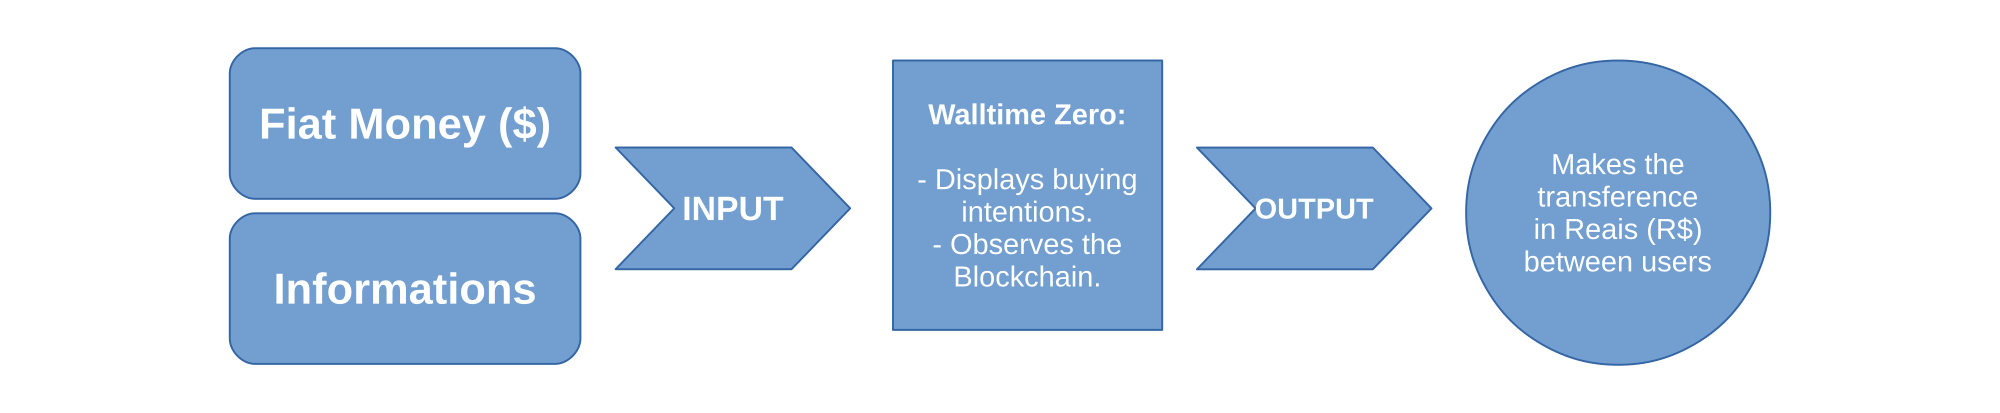 Fiat Money ($)
Informations
INPUT
Walltime Zero:
- Displays buying
intentions.
- Observes the
Blockchain.
OUTPUT
Makes the
transference
in Reais (R$)
between users